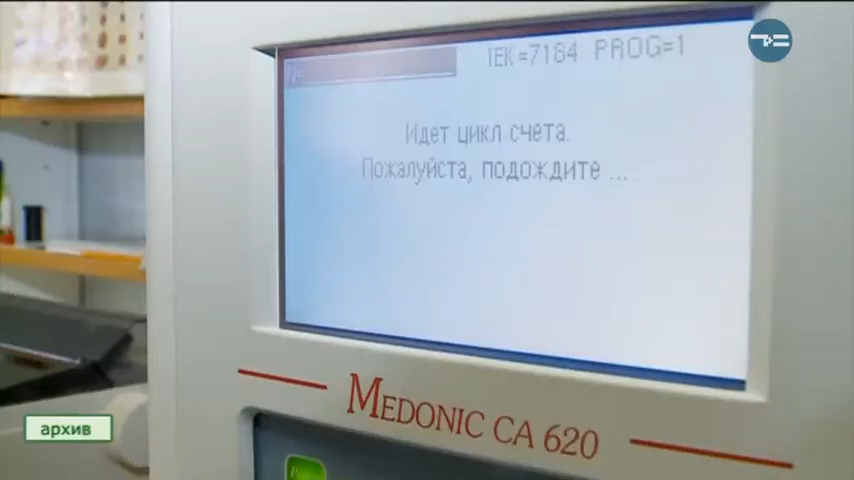 ТЕК=7184 PROG=1
Идет цикл счета.
Пожалуйста, подождите ...
MEDONIC CA 620
архив